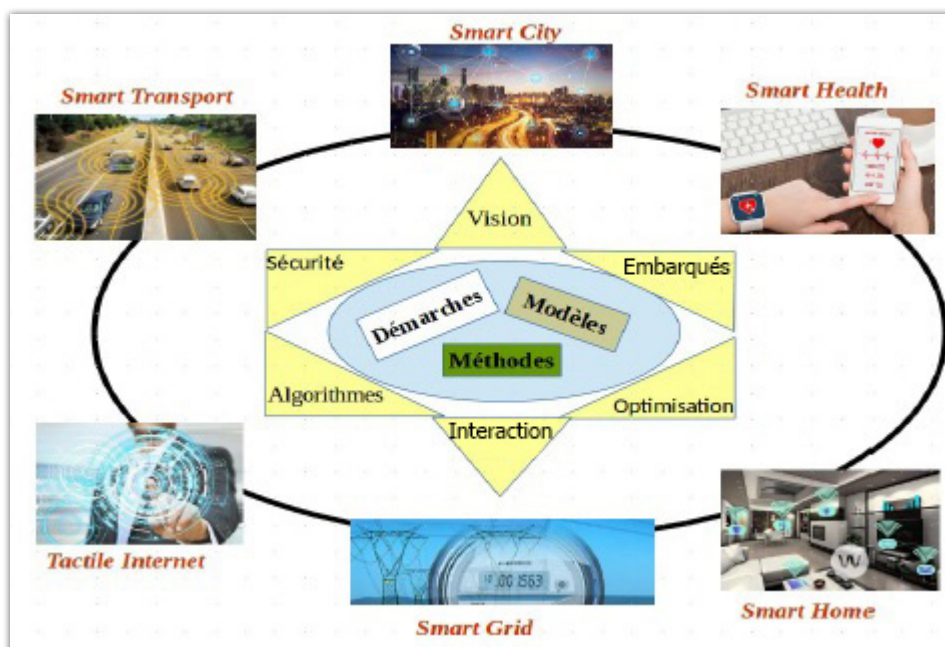 Smart City
Smart Transport
Smart Health
Vision
Sécurité
Embarqués
Démarches
Modèles
Méthodes
Algorithmes
Optimisation
Interaction
Tactile Internet
Smart Grid
Smart Home
001563
W